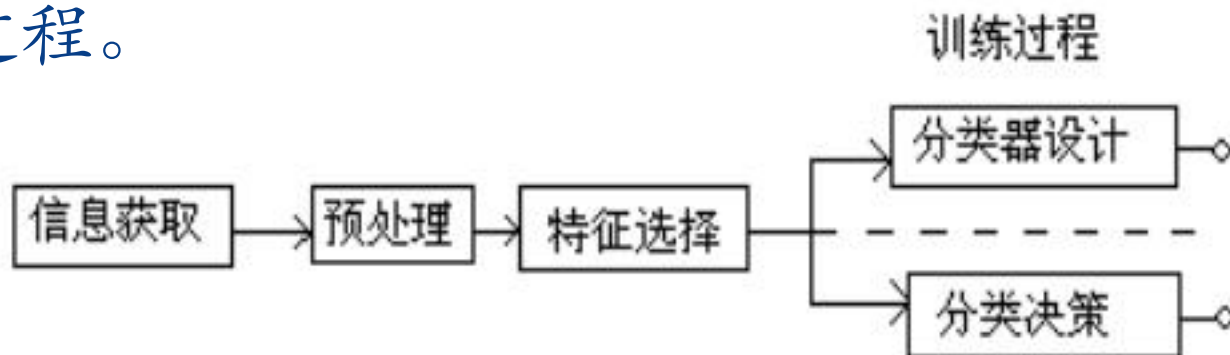 程。
训练过程
分类器设计
信息获取
预处理
特征选择
分类决策